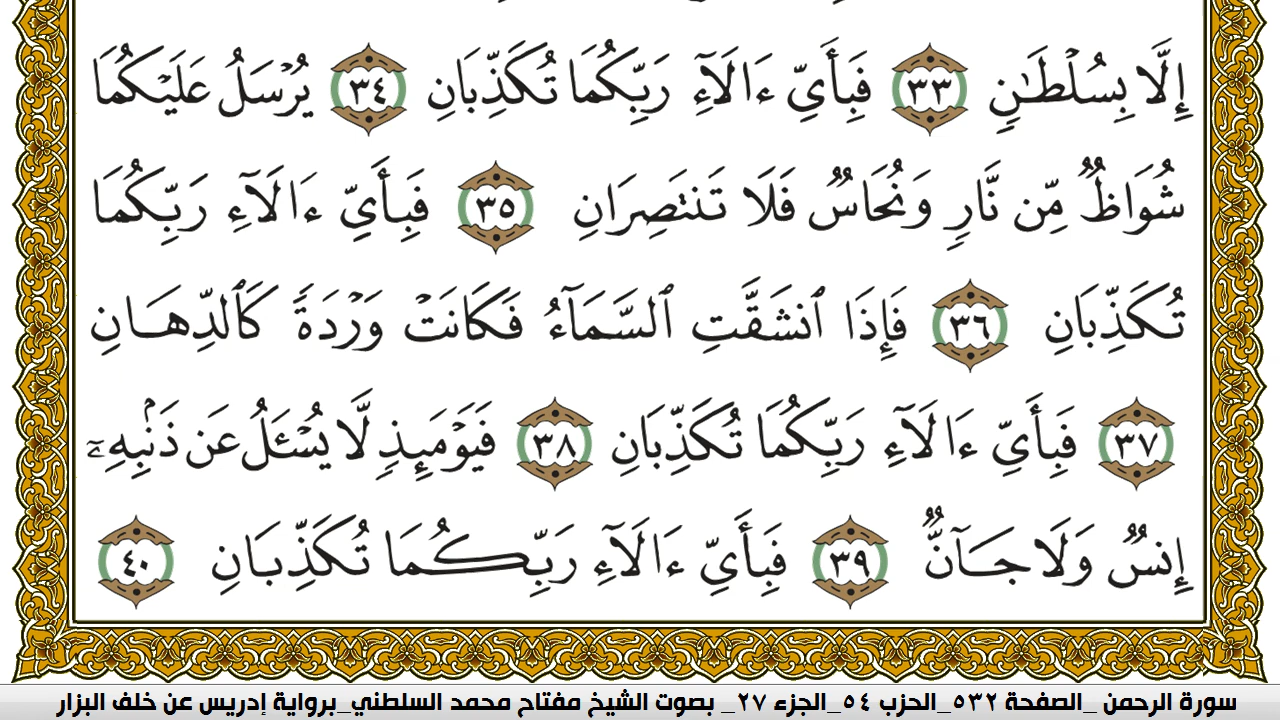 إِلَّا بِسُلْطَٰنٍ ٣٣ فَبِأَيِّ ءَالَآءِ رَبِّكُمَا تُكَذِّبَانِ ٣٤ يُرْسَلُ عَلَيْكُمَا
شُوَاظٌ مِّن نَّارٍ وَنُحَاسٌ فَلَا تَنتَصِرَانِ ٣٥ فَبِأَيِّ ءَالَآءِ رَبِّكُمَا
تُكَذِّبَانِ ٣٦ فَإِذَا ٱنشَقَّتِ ٱلسَّمَآءُ فَكَانَتْ وَرْدَةً كَٱلدِّهَانِ
٣٧ فَبِأَيِّ ءَالَآءِ رَبِّكُمَا تُكَذِّبَانِ ٣٨ فَيَوْمَئِذٍ لَّا يُسْـَٔلُ عَن ذَنۢبِهِۦٓ
إِنسٌ وَلَا جَآنٌّ ٣٩ فَبِأَيِّ ءَالَآءِ رَبِّكُمَا تُكَذِّبَانِ ٤٠
سورة الرحمن _الصفحة ٥٣٢_الحزب ٥٤_الجزء ٢٧_ بصوت الشيخ مفتاح محمد السلطني_برواية إدريس عن خلف البزار